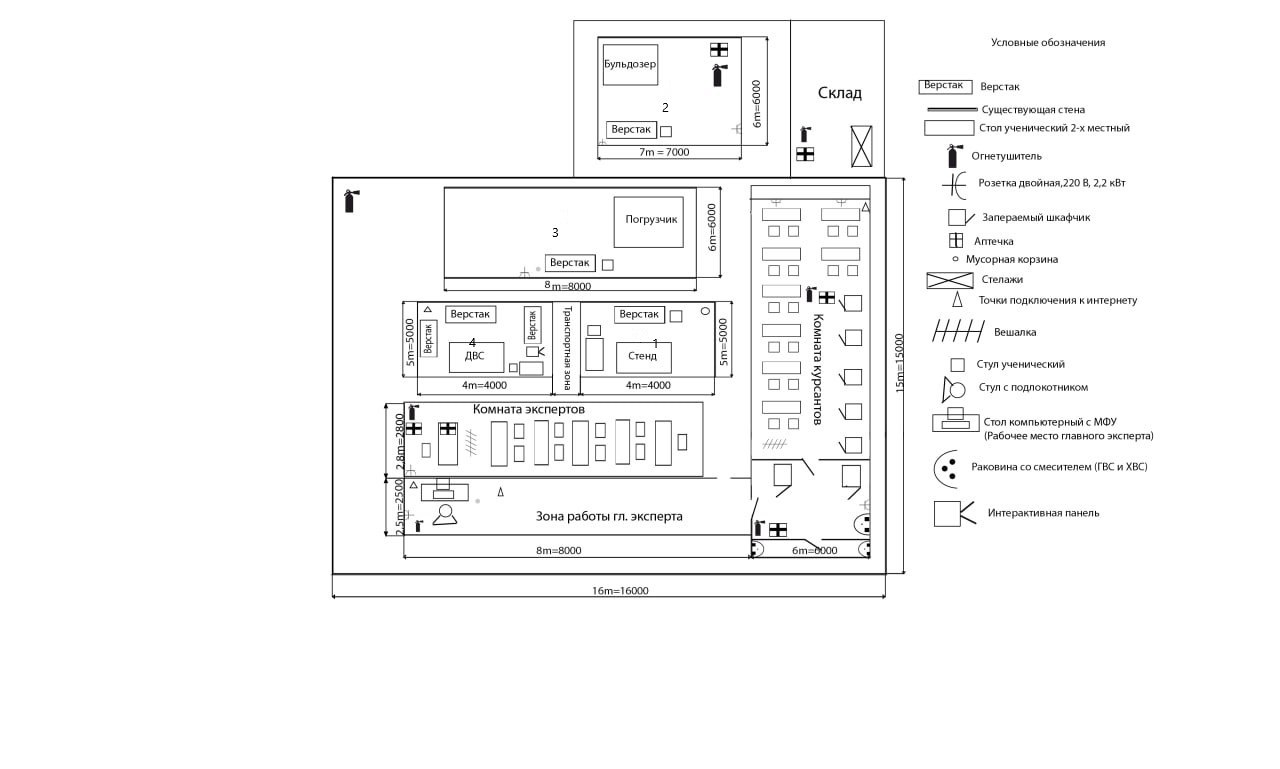 Условные обозначения
Бульдозер
2
Верстак
7m = 7000
6m=6000
Склад
Верстак Верстак
Существующая стена
Стол ученический 2-х местный
Огнетушитель
Розетка двойная,220 В, 2,2 кВт
Запераемый шкафчик
Аптечка
Мусорная корзина
Стелажи
Точки подключения к интернету
Вешалка
Стул ученический
Стул с подлокотником
Стол компьютерный с МФУ
(Рабочее место главного эксперта)
Раковина со смесителем (ГВС и ХВС)
Интерактивная панель
Погрузчик
3
Верстак
6m=6000
8m=8000
5m=5000
Верстак
Верстак
Верстак
4
ДВС
4m=4000
Транспортная зона
Верстак
1
Стенд
4m=4000
5m=5000
Комната курсантов
15m=15000
Комната экспертов
2,8m=2800
2,5m=2500
Зона работы гл. эксперта
8m=8000
6m=6000
16m=16000